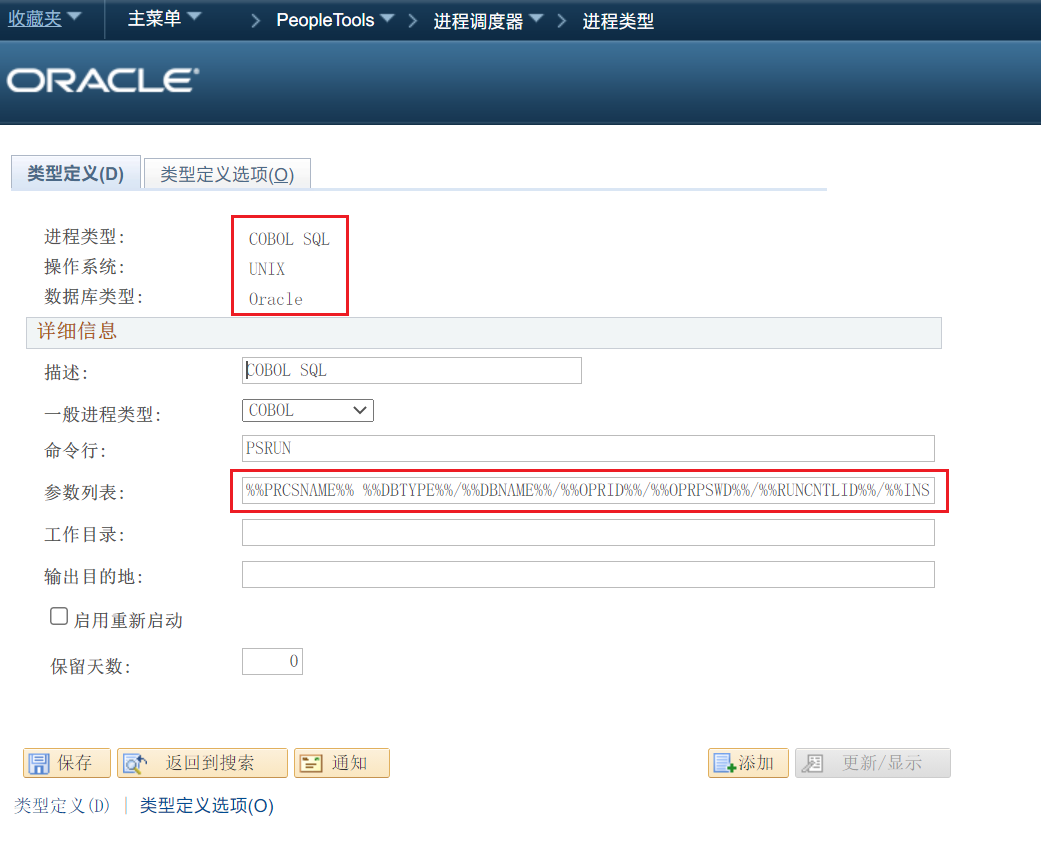 收藏夹 主菜单 > PeopleTools > 进程调度器 > 进程类型
ORACLE®
类型定义(D) 类型定义选项(O)
进程类型: COBOL SQL
操作系统: UNIX
数据库类型: Oracle
详细信息
描述: COBOL SQL
一般进程类型: COBOL
命令行: PSRUN
参数列表: %%PRCSNAME%% %%DBTYPE%%/%%DBNAME%%/%%OPRID%%/%%OPRPSWD%%/%%RUNCNTLID%%/%%INS
工作目录:
输出目的地:
启用重新启动
保留天数: 0
保存 返回到搜索 通知 添加 更新/显示
类型定义(D) | 类型定义选项(O)